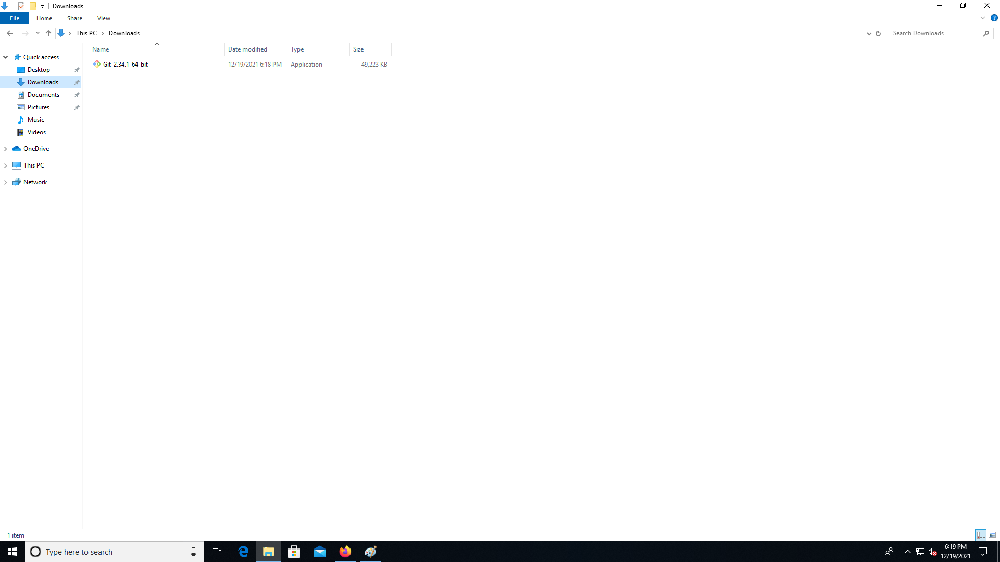 Downloads
File Home Share View
This PC Downloads
Search Downloads
Name Date modified Type Size
Git-2.34.1-64-bit 12/19/2021 6:18 PM Application 49,223 KB
Quick access
Desktop
Downloads
Documents
Pictures
Music
Videos
OneDrive
This PC
Network
1 item
Type here to search
6:19 PM
12/19/2021